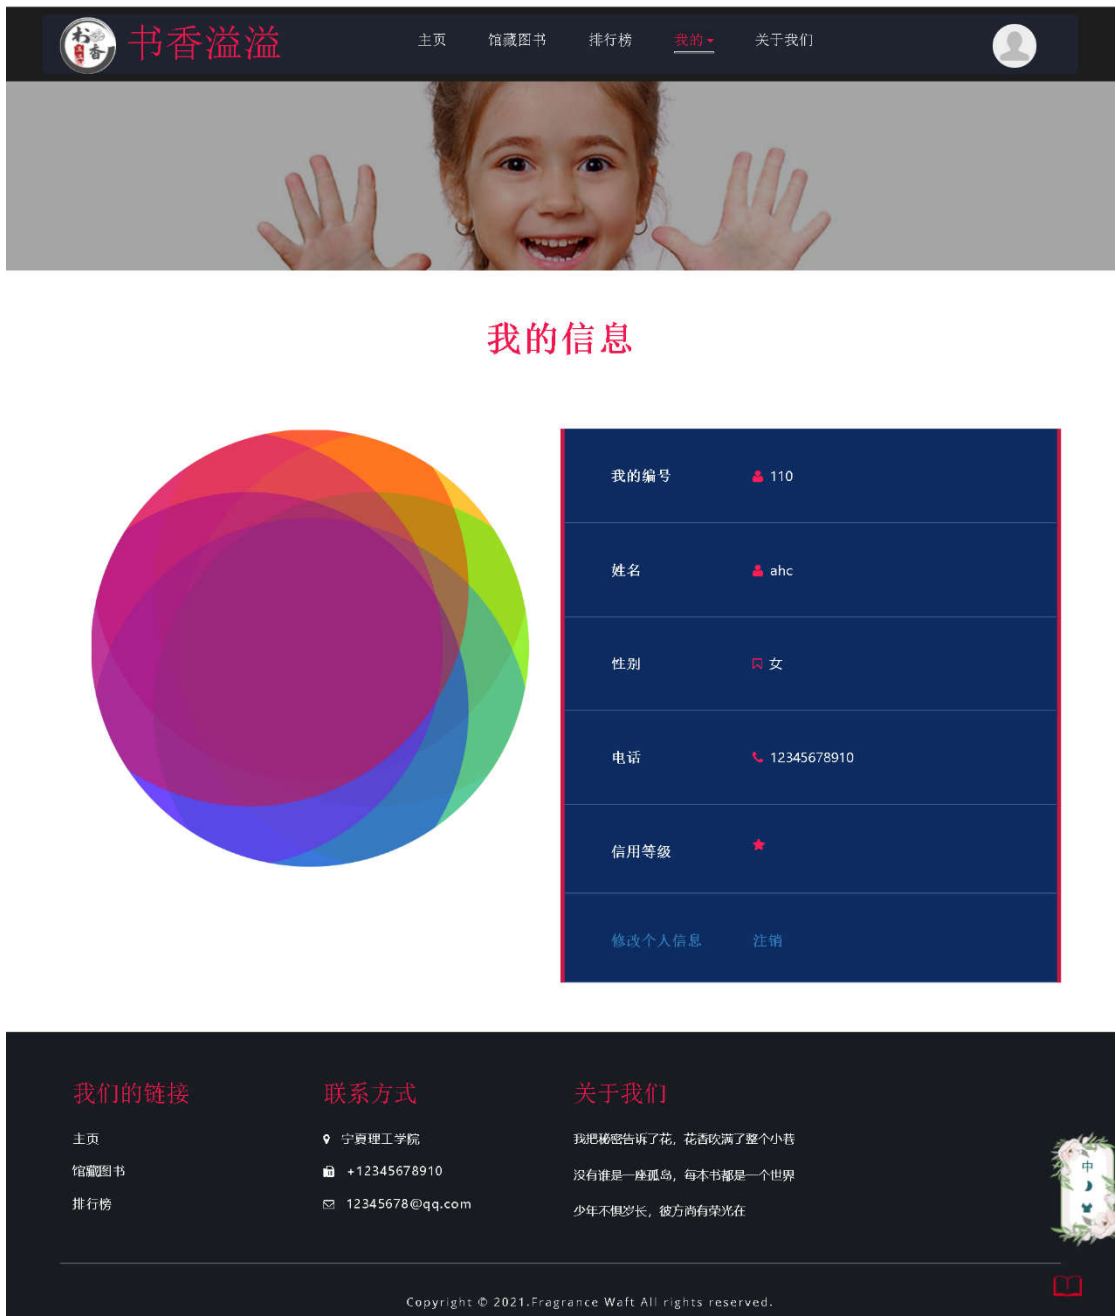 书香溢溢
主页 馆藏图书 排行榜 我的 关于我们
我的信息
我的编号 110
姓名 ahc
性别 女
电话 12345678910
信用等级
修改个人信息 注销
我们的链接 联系方式 关于我们
主页 宁夏理工学院 我把秘密告诉了花，花香吹满了整个小巷
馆藏图书 +12345678910 没有谁是一座孤岛，每本书都是一个世界
排行榜 12345678@qq.com 少年不惧岁长，彼方尚有荣光在
中
Copyright © 2021.Fragrance Waft All rights reserved.